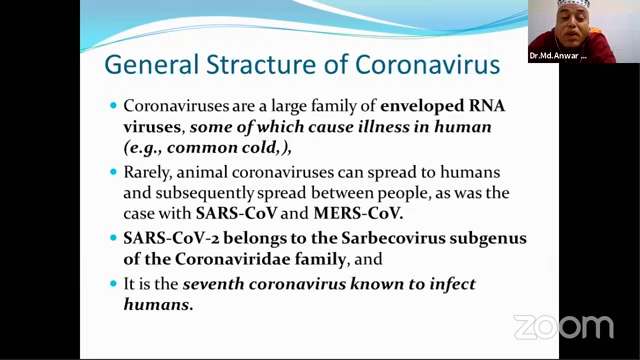 Dr.Md.Anwar ...
General Stracture of Coronavirus
• Coronaviruses are a large family of enveloped RNA
viruses, some of which cause illness in human
(e.g., common cold,),
• Rarely, animal coronaviruses can spread to humans
and subsequently spread between people, as was the
case with SARS-CoV and MERS-CoV.
• SARS-CoV-2 belongs to the Sarbecovirus subgenus
of the Coronaviridae family, and
• It is the seventh coronavirus known to infect
humans.
zoom